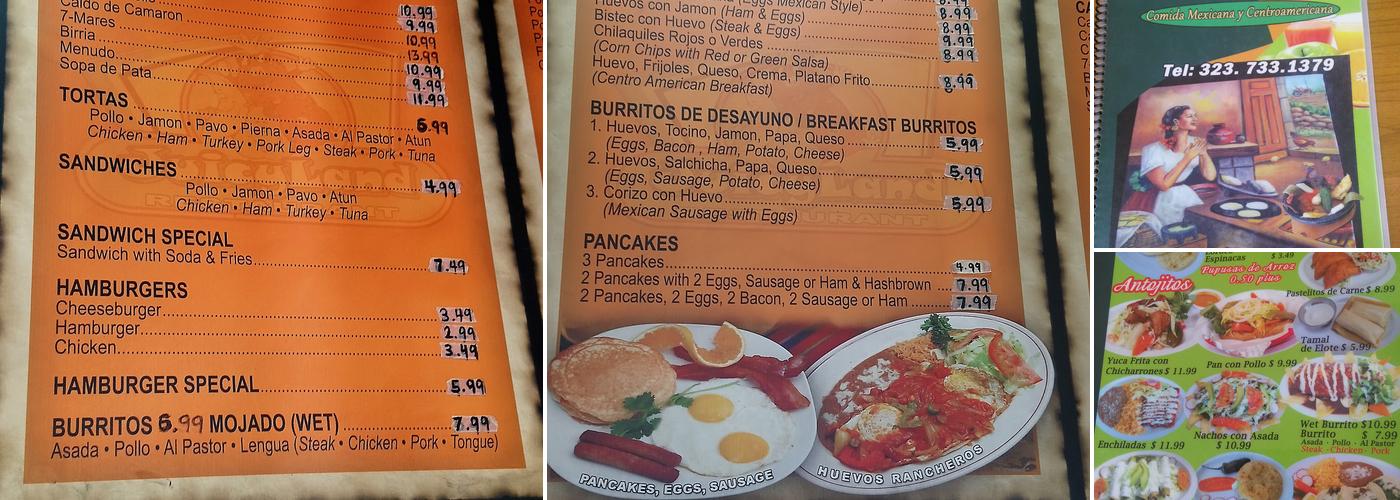 Caldo de Camaron 10.99
7-Mares 9.99
Birria 10.99
Menudo 13.99
Sopa de Pata 10.99
9.99
11.99
TORTAS 6.99
Pollo • Jamon • Pavo • Pierna • Asada • Al Pastor • Atun
Chicken • Ham • Turkey • Pork Leg • Steak • Pork • Tuna
SANDWICHES 4.99
Pollo • Jamon • Pavo • Atun
Chicken • Ham • Turkey • Tuna
SANDWICH SPECIAL
Sandwich with Soda & Fries 7.49
HAMBURGERS
Cheeseburger 3.49
Hamburger 2.99
Chicken 3.49
HAMBURGER SPECIAL 5.99
BURRITOS 6.99 MOJADO (WET) 7.99
Asada • Pollo • Al Pastor • Lengua (Steak • Chicken • Pork • Tongue)
(Eggs Mexican Style) 8.99
Huevos con Jamon (Ham & Eggs) 8.99
Bistec con Huevo (Steak & Eggs) 8.99
Chilaquiles Rojos o Verdes 9.99
(Corn Chips with Red or Green Salsa) 8.99
Huevo, Frijoles, Queso, Crema, Platano Frito 8.99
(Centro American Breakfast)
BURRITOS DE DESAYUNO / BREAKFAST BURRITOS
1. Huevos, Tocino, Jamon, Papa, Queso 5.99
(Eggs, Bacon , Ham, Potato, Cheese)
2. Huevos, Salchicha, Papa, Queso 5.99
(Eggs, Sausage, Potato, Cheese)
3. Corizo con Huevo 5.99
(Mexican Sausage with Eggs)
PANCAKES
3 Pancakes 4.99
2 Pancakes with 2 Eggs, Sausage or Ham & Hashbrown 7.99
2 Pancakes, 2 Eggs, 2 Bacon, 2 Sausage or Ham 7.99
PANCAKES, EGGS, SAUSAGE
HUEVOS RANCHEROS
Comida Mexicana y Centroamericana
Tel: 323. 733.1379
Espinacas $ 3.49
Pupusas de Arroz
0.50 plus
Antojitos
Pastelitos de Carne $ 8.99
Tamal
de Elote $ 5.99
Yuca Frita con
Chicharrones $ 11.99
Pan con Pollo $ 9.99
Enchiladas $ 11.99
Nachos con Asada
$ 10.99
Wet Burrito $10.99
Burrito $ 7.99
Asada · Pollo · Al Pastor
Steak · Chicken · Pork